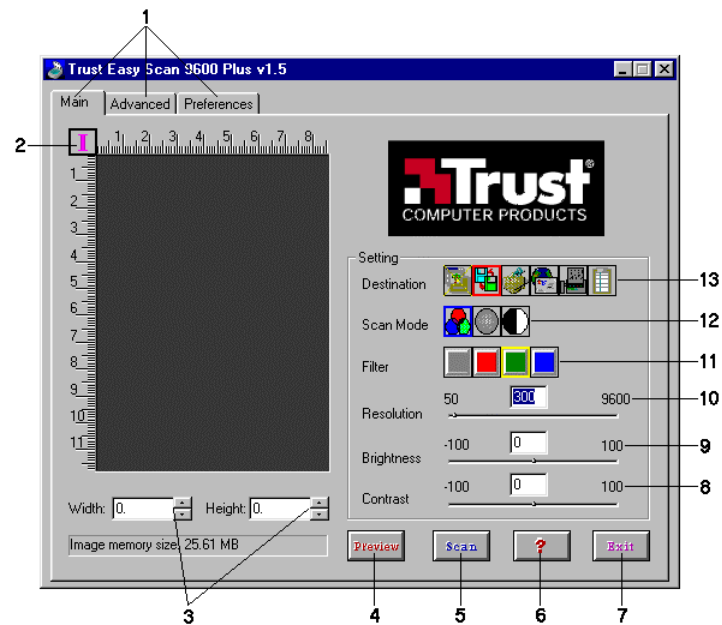 1
Trust Easy Scan 9600 Plus v1.5
Main Advanced Preferences
2 I 1 2 3 4 5 6 7 8
1
2
3
4
5
6
7
8
9
10
11
Trust®
COMPUTER PRODUCTS
Setting
Destination 13
Scan Mode 12
Filter 11
50 300 9600 10
Resolution
-100 0 100 9
Brightness
-100 0 100 8
Contrast
Width: 0. Height: 0.
Image memory size: 25.61 MB
Preview Scan ? Exit
3 4 5 6 7